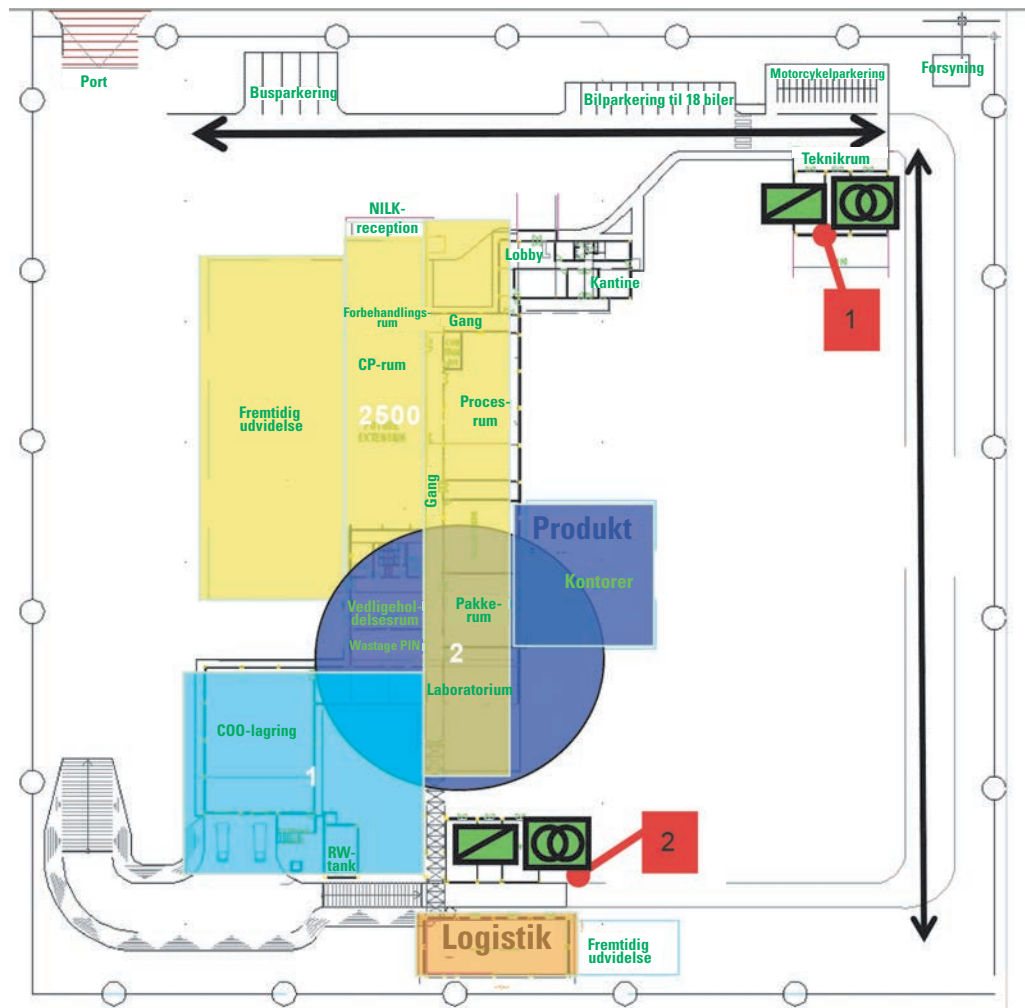 Port
Busparkering
Bilparkering til 18 biler
Motorcykelparkering
Forsyning
Teknikrum
NILK-
reception
Lobby
Kantine
1
Forbehandlings-
rum
Gang
CP-rum
Fremtidig
udvidelse
2500
Proces-
rum
Gang
Produkt
Kontorer
Vedligehol-
delsesrum
Pakke-
rum
Wastage PIN
2
Laboratorium
COO-lagring
1
RW-
tank
2
Logistik
Fremtidig
udvidelse